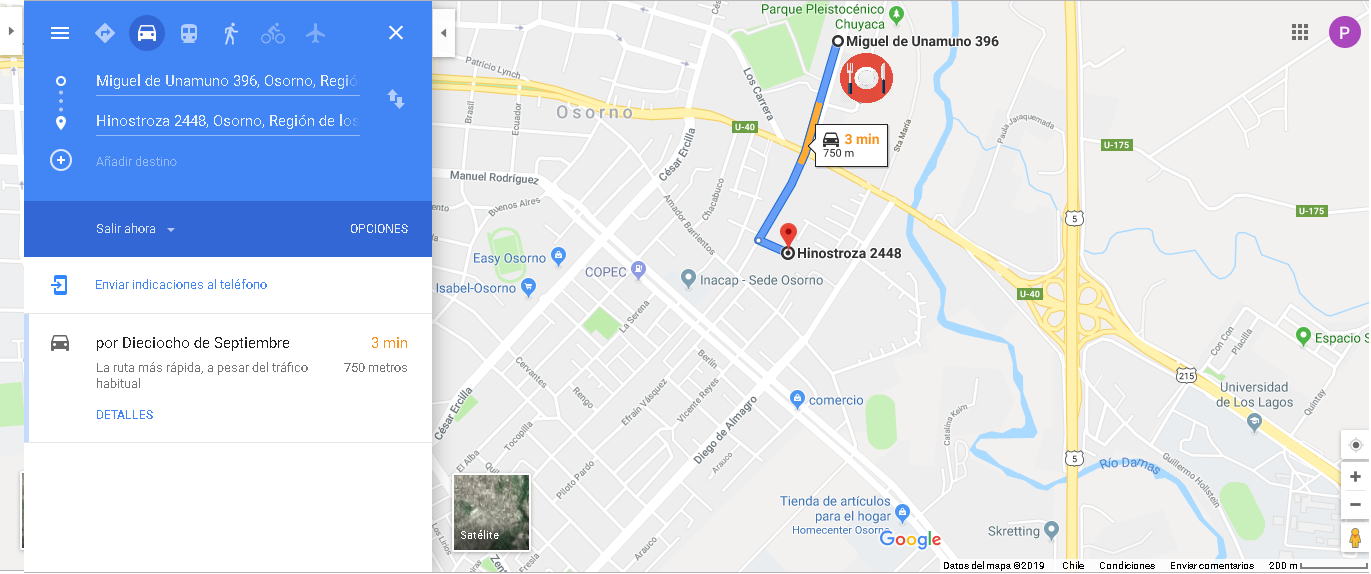 Miguel de Unamuno 396, Osorno, Regió
Hinostroza 2448, Osorno, Región de los
Añadir destino
Salir ahora
OPCIONES
Enviar indicaciones al teléfono
por Dieciocho de Septiembre
3 min
La ruta más rápida, a pesar del tráfico
habitual
750 metros
DETALLES
Parque Pleistocénico
Chuyaca
Miguel de Unamuno 396
P
Patricio Lynch
Los Carrera
Brasil
Ecuador
Osorno
U-40
César Ercilla
3 min
750 m
Sta María
Paula Jaraquemada
U-175
Manuel Rodríguez
Buenos Aires
Chacabuco
Amador Barrientos
U-175
5
Easy Osorno
Hinostroza 2448
COPEC
Inacap - Sede Osorno
Isabel-Osorno
U-40
La Serena
Espacio S
Con Con
Placilla
Berlín
Cervantes
Rengo
Efraín Vásquez
Vicente Reyes
215
Universidad
de Los Lagos
Quintay
comercio
César Ercilla
Diego de Almagro
Catalina Keim
Tocopilla
El Alba
Piloto Pardo
Arauco
5
Río Damas
Guillermo Hollstein
Satélite
Los Linos
Arauco
Tienda de artículos
para el hogar
Homecenter Osorno
Skretting
Google
Datos del mapa ©2019
Chile
Condiciones
Enviar comentarios
200 m